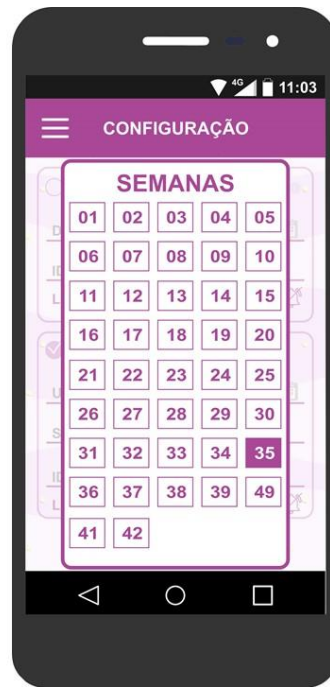 4G 11:03
CONFIGURAÇÃO
SEMANAS
01 02 03 04 05
06 07 08 09 10
11 12 13 14 15
16 17 18 19 20
21 22 23 24 25
26 27 28 29 30
31 32 33 34 35
36 37 38 39 49
41 42
D
ID
L
U
S
ID
L